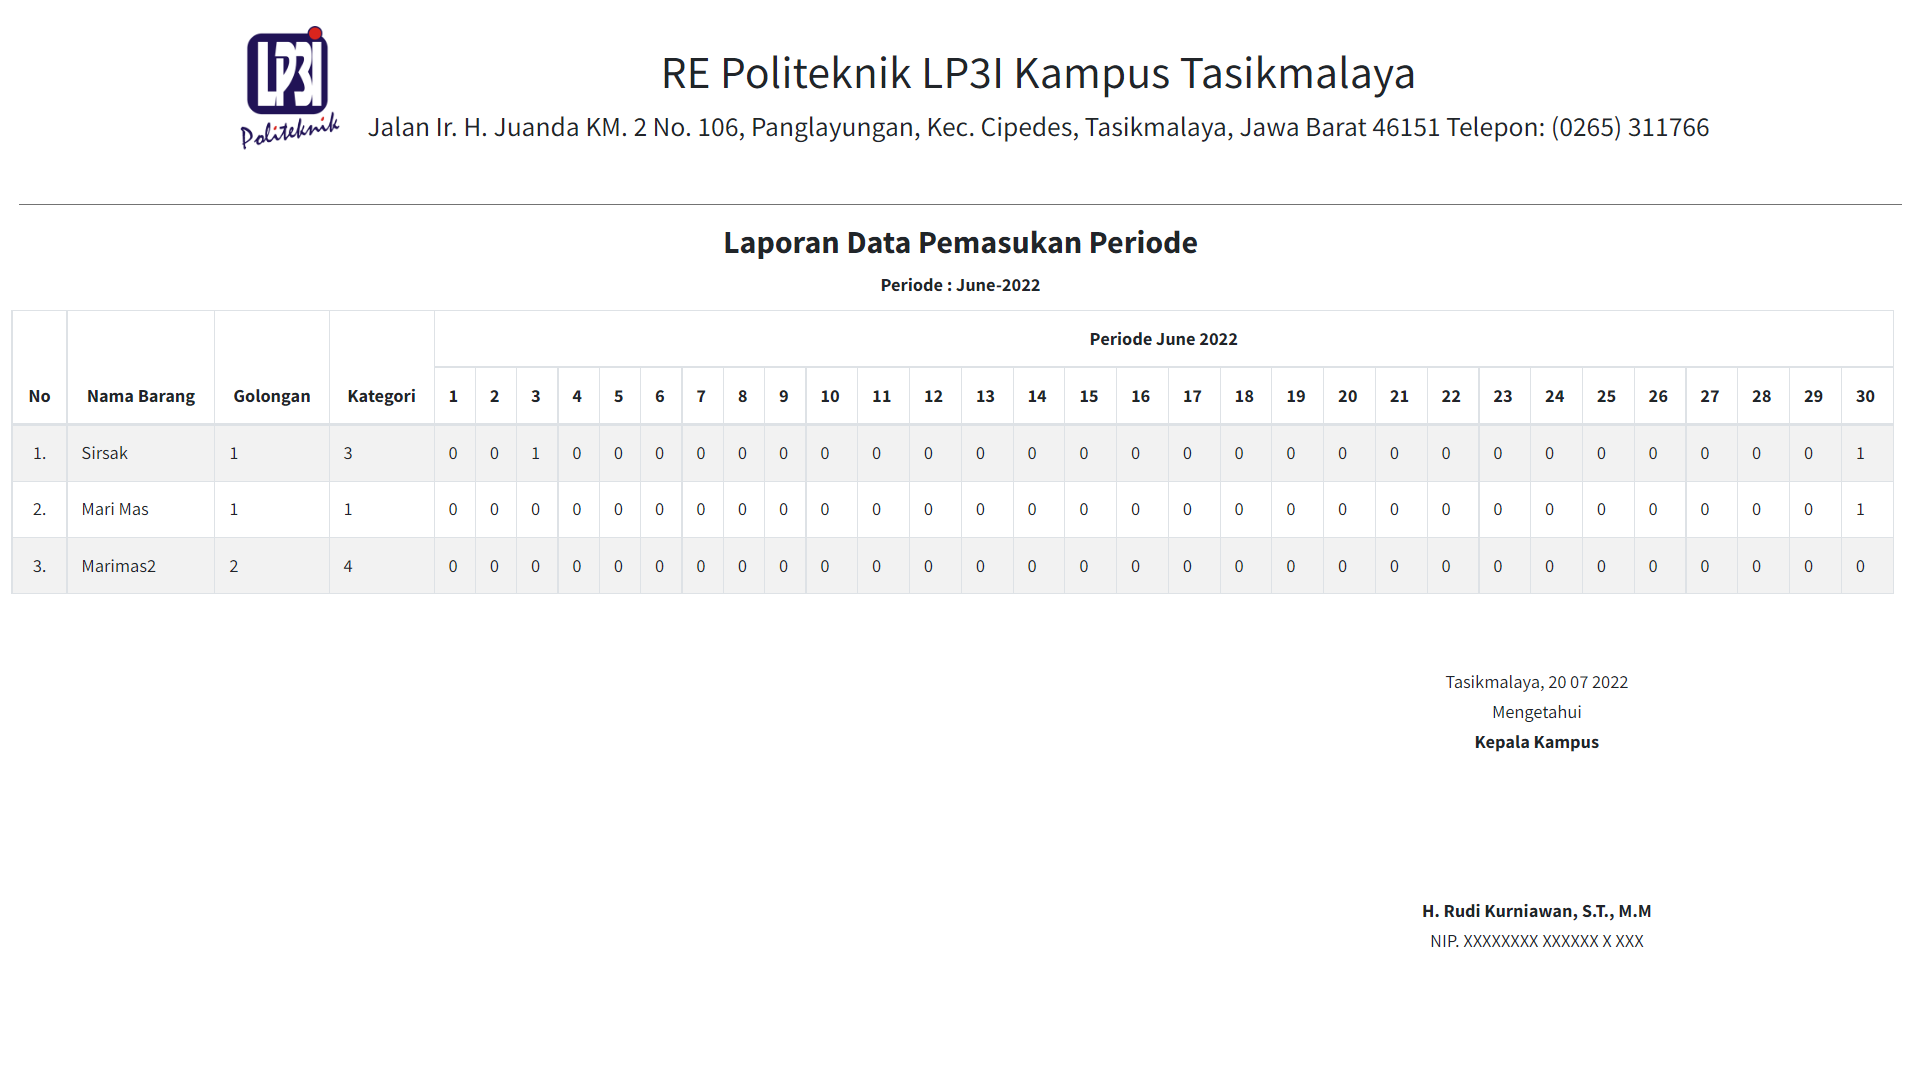 LP3I
Politeknik
RE Politeknik LP3I Kampus Tasikmalaya
Jalan Ir. H. Juanda KM. 2 No. 106, Panglayungan, Kec. Cipedes, Tasikmalaya, Jawa Barat 46151 Telepon: (0265) 311766
Laporan Data Pemasukan Periode
Periode : June-2022
Periode June 2022
No Nama Barang Golongan Kategori 1 2 3 4 5 6 7 8 9 10 11 12 13 14 15 16 17 18 19 20 21 22 23 24 25 26 27 28 29 30
1. Sirsak 1 3 0 0 1 0 0 0 0 0 0 0 0 0 0 0 0 0 0 0 0 0 0 0 0 0 0 0 0 0 0 1
2. Mari Mas 1 1 0 0 0 0 0 0 0 0 0 0 0 0 0 0 0 0 0 0 0 0 0 0 0 0 0 0 0 0 0 1
3. Marimas2 2 4 0 0 0 0 0 0 0 0 0 0 0 0 0 0 0 0 0 0 0 0 0 0 0 0 0 0 0 0 0 0
Tasikmalaya, 20 07 2022
Mengetahui
Kepala Kampus
H. Rudi Kurniawan, S.T., M.M
NIP. XXXXXXXX XXXXXX X XXX